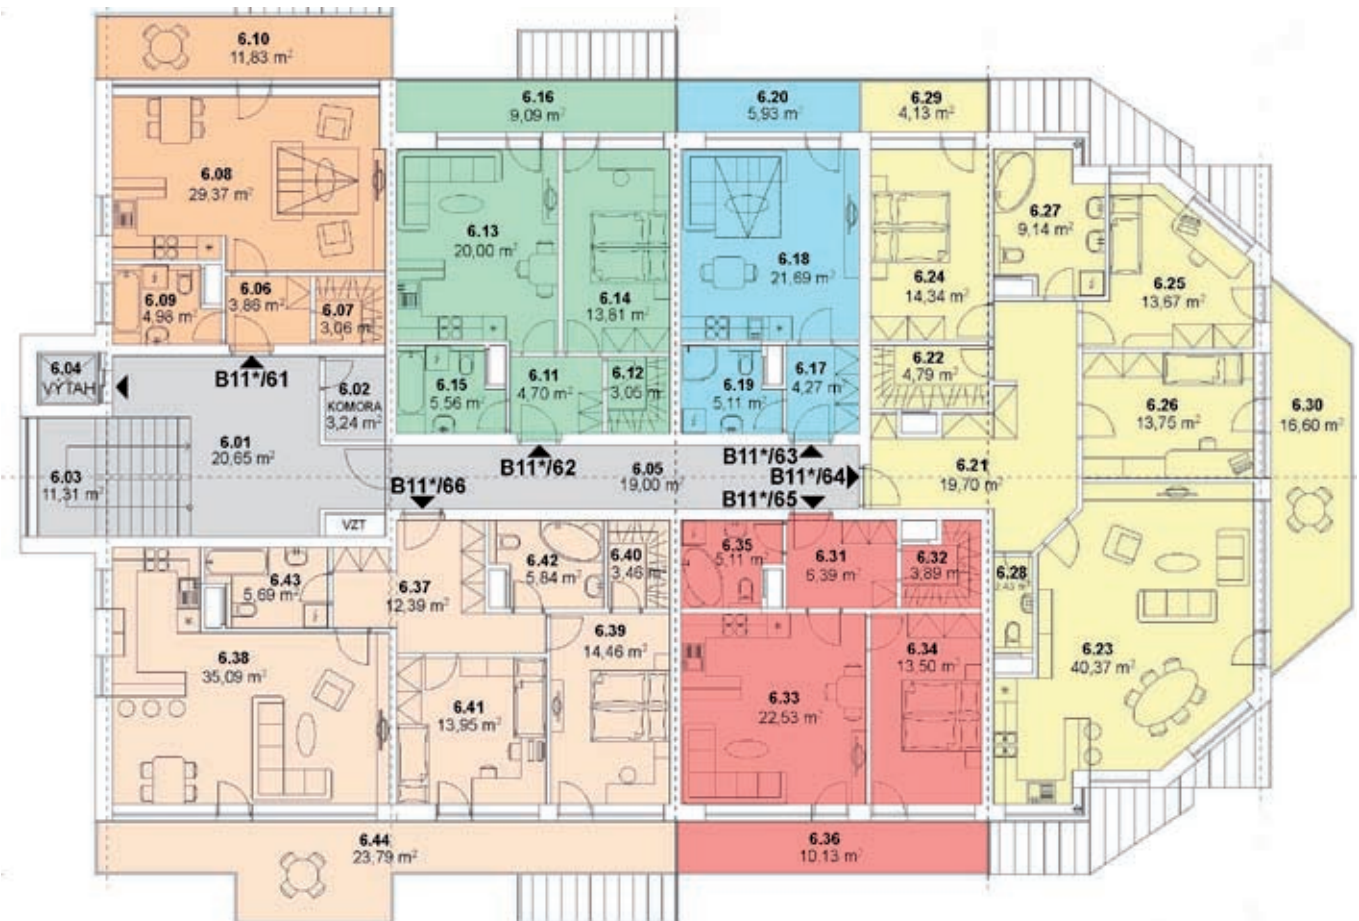 6.10
11,83 m²
6.16
9,09 m²
6.20
5,93 m²
6.29
4,13 m²
6.08
29,37 m²
6.13
20,00 m²
6.14
13,81 m²
6.18
21,69 m²
6.24
14,34 m²
6.27
9,14 m²
6.25
13,67 m²
6.09
4,98 m²
6.06
3,86 m²
6.07
3,06 m²
6.04
VÝTAH
B11*/61
6.02
KOMORA
3,24 m²
6.15
5,56 m²
6.11
4,70 m²
6.12
3,05 m²
6.19
5,11 m²
6.17
4,27 m²
6.22
4,79 m²
6.26
13,75 m²
6.30
16,60 m²
6.01
20,65 m²
6.03
11,31 m²
B11*/62
6.05
19,00 m²
B11*/63
B11*/64
B11*/65
B11*/66
6.21
19,70 m²
VZT
6.43
5,69 m²
6.37
12,39 m²
6.42
5,84 m²
6.40
3,46 m²
6.35
5,11 m²
6.31
6,39 m²
6.32
3,89 m²
6.28
6.38
35,09 m²
6.39
14,46 m²
6.41
13,95 m²
6.33
22,53 m²
6.34
13,50 m²
6.23
40,37 m²
6.44
23,79 m²
6.36
10,13 m²